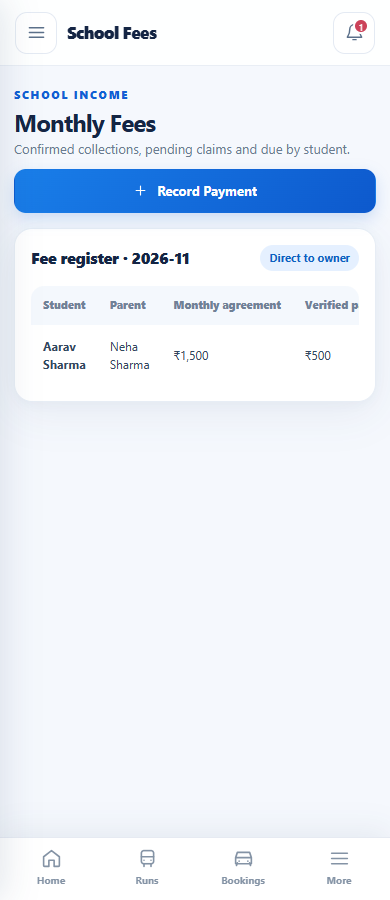 School Fees
1
SCHOOL INCOME
Monthly Fees
Confirmed collections, pending claims and due by student.
+ Record Payment
Fee register · 2026-11
Direct to owner
Student Parent Monthly agreement Verified p
Aarav Sharma Neha Sharma ₹1,500 ₹500
Home Runs Bookings More